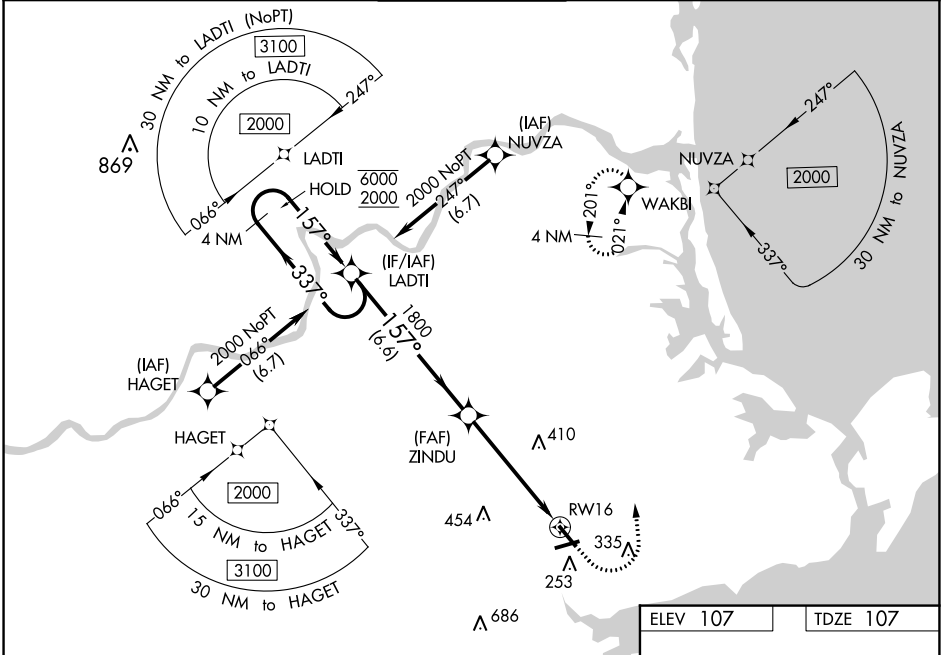 30 NM to LADTI (NoPT)
3100
10 NM to LADTI
2000
247°
066°
LADTI
869
HOLD
6000
2000
4 NM
157°
337°
(IF/IAF)
LADTI
(IAF)
NUVZA
2000 NoPT
247°
(6.7)
201°
021°
4 NM
WAKBI
NUVZA
247°
2000
337°
30 NM to NUVZA
2000 NoPT
066°
(6.7)
(IAF)
HAGET
1800
157°
(6.6)
(FAF)
ZINDU
410
454
RW16
335
253
686
HAGET
066°
2000
337°
15 NM to HAGET
3100
30 NM to HAGET
ELEV 107
TDZE 107